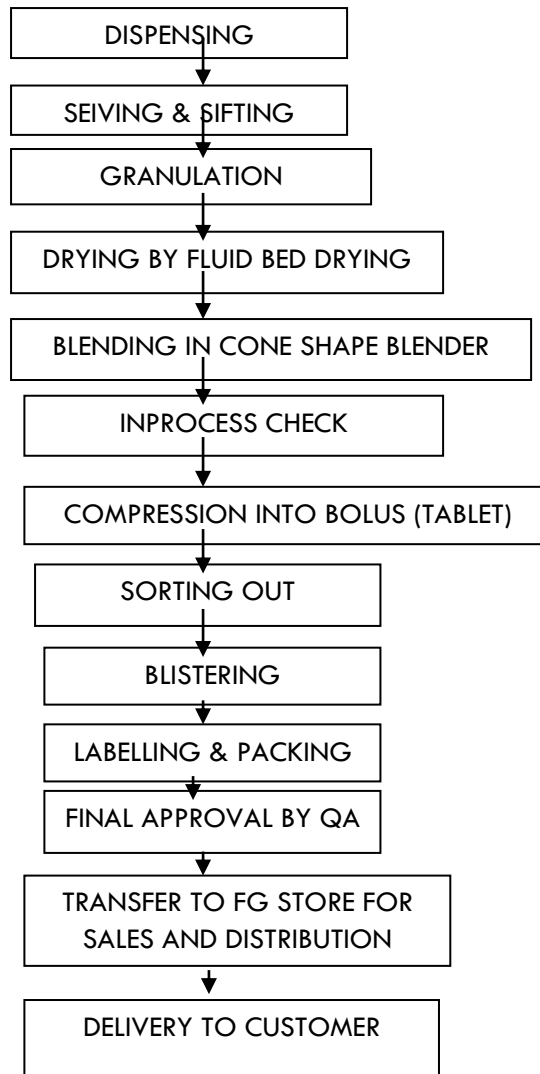 DISPENSING
SEIVING & SIFTING
GRANULATION
DRYING BY FLUID BED DRYING
BLENDING IN CONE SHAPE BLENDER
INPROCESS CHECK
COMPRESSION INTO BOLUS (TABLET)
SORTING OUT
BLISTERING
LABELLING & PACKING
FINAL APPROVAL BY QA
TRANSFER TO FG STORE FOR
SALES AND DISTRIBUTION
DELIVERY TO CUSTOMER